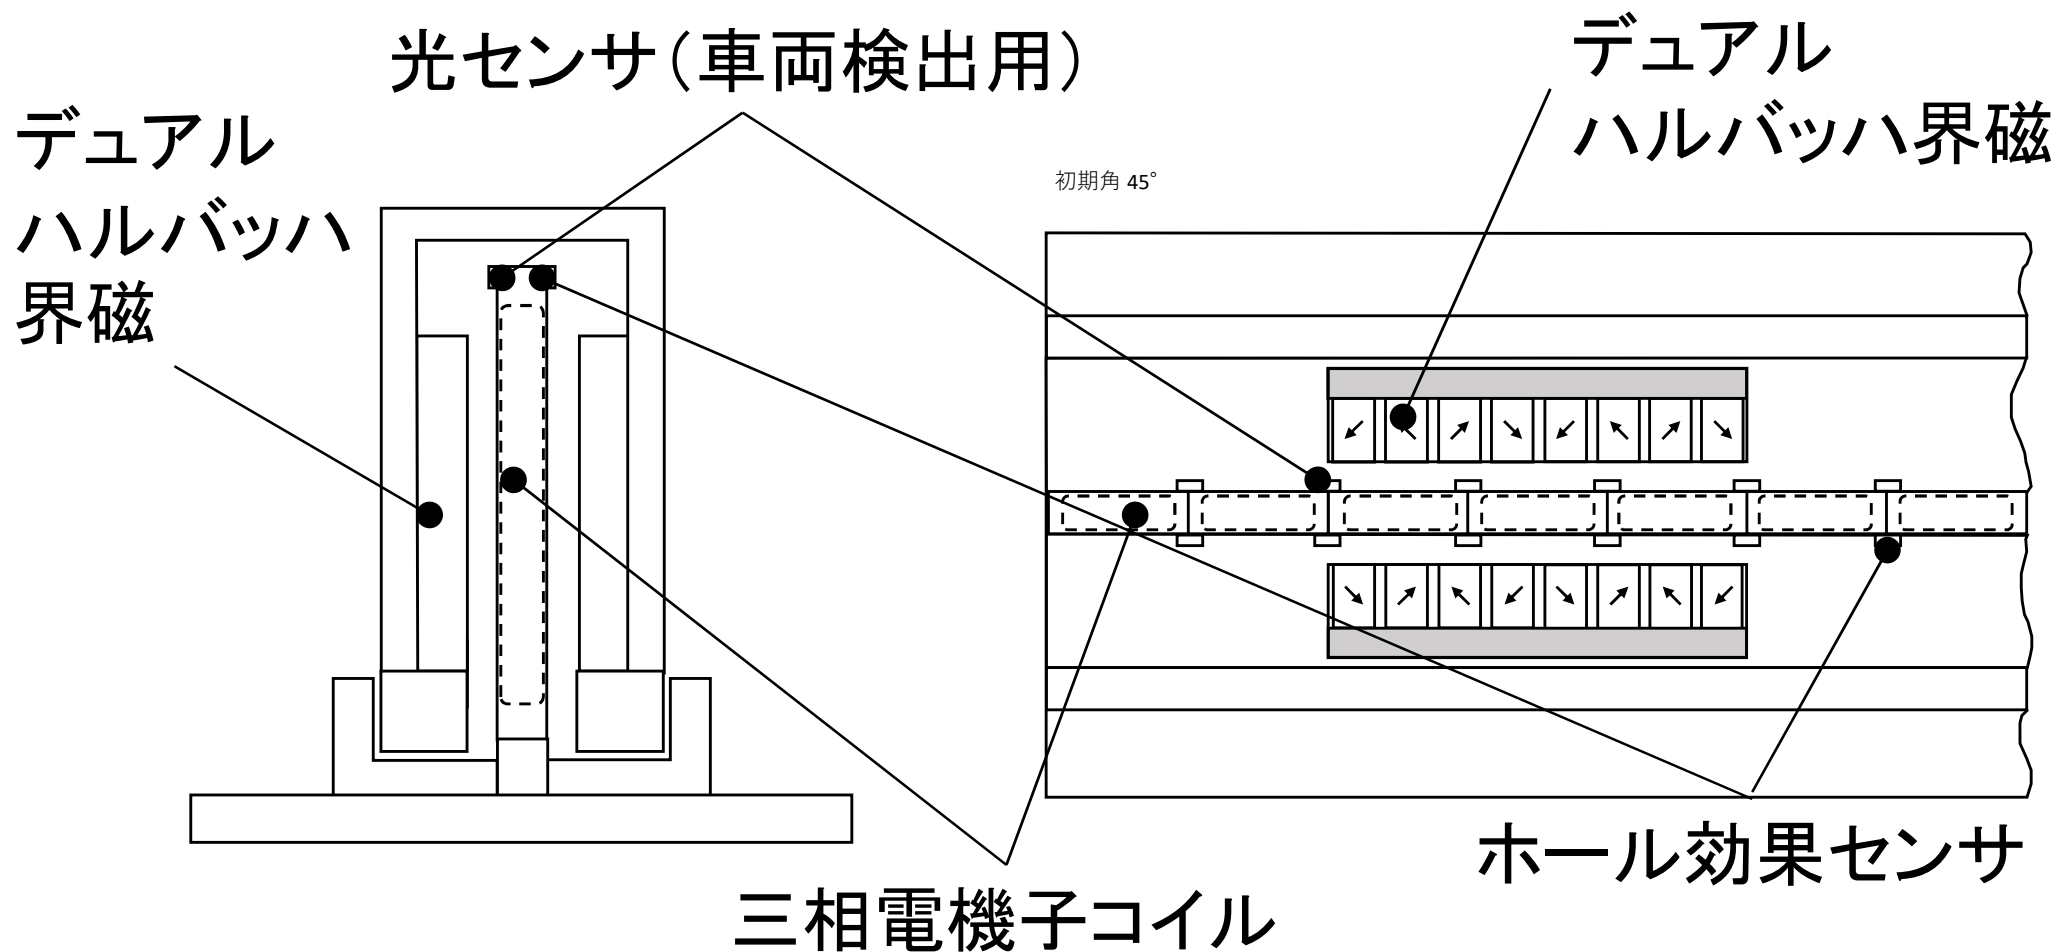 光センサ（車両検出用）
デュアル
ハルバッハ界磁
デュアル
ハルバッハ
界磁
初期角 45°
ホール効果センサ
三相電機子コイル